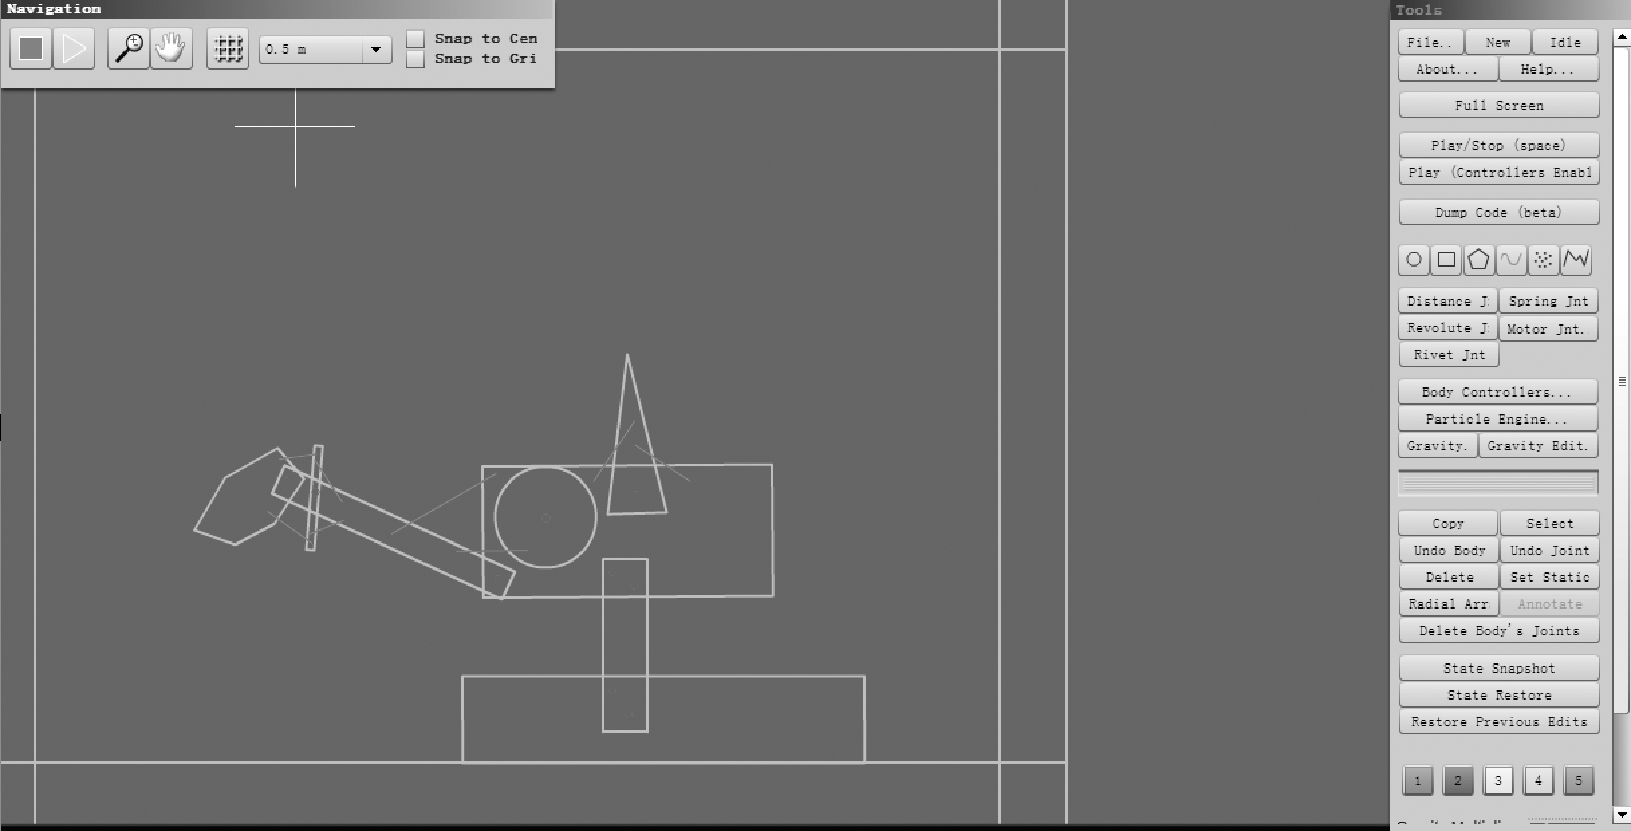 Navigation
0.5 m
Snap to Cen
Snap to Gri
Tools
File..
New
Idle
About...
Help...
Full Screen
Play/Stop (space)
Play (Controllers Enabl
Dump Code (beta)
Distance J
Spring Jnt
Revolute J
Motor Jnt.
Rivet Jnt
Body Controllers...
Particle Engine...
Gravity.
Gravity Edit.
Copy
Select
Undo Body
Undo Joint
Delete
Set Static
Radial Arr
Annotate
Delete Body's Joints
State Snapshot
State Restore
Restore Previous Edits
1
2
3
4
5